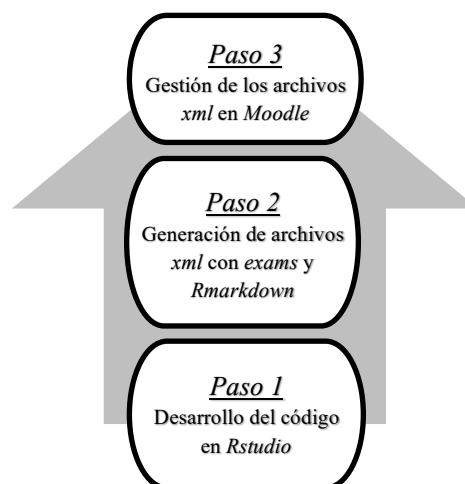 Paso 3
Gestión de los archivos
xml en Moodle
Paso 2
Generación de archivos
xml con exams y
Rmarkdown
Paso 1
Desarrollo del código
en Rstudio